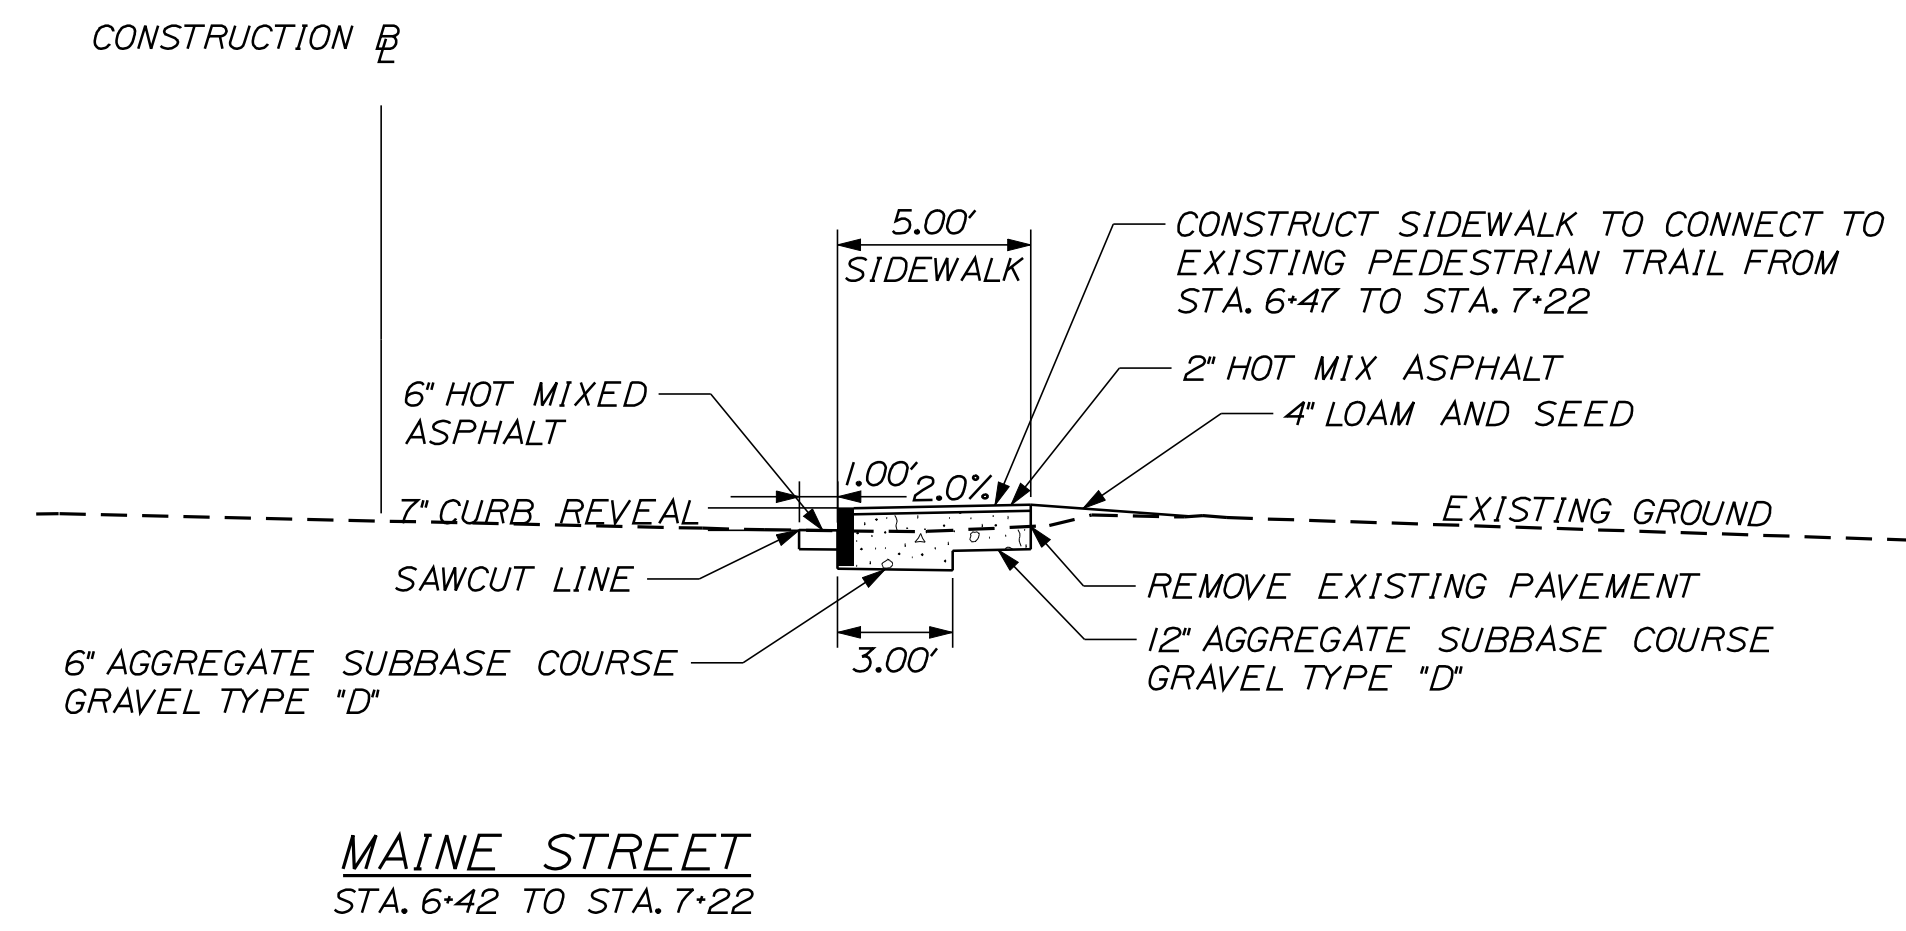 CONSTRUCTION BL
5.00'
SIDEWALK
CONSTRUCT SIDEWALK TO CONNECT TO
EXISTING PEDESTRIAN TRAIL FROM
STA. 6+47 TO STA. 7+22
2" HOT MIX ASPHALT
4" LOAM AND SEED
6" HOT MIXED
ASPHALT
1.00'
2.0%
7" CURB REVEAL
EXISTING GROUND
SAWCUT LINE
REMOVE EXISTING PAVEMENT
12" AGGREGATE SUBBASE COURSE
GRAVEL TYPE "D"
3.00'
6" AGGREGATE SUBBASE COURSE
GRAVEL TYPE "D"
MAINE STREET
STA. 6+42 TO STA. 7+22